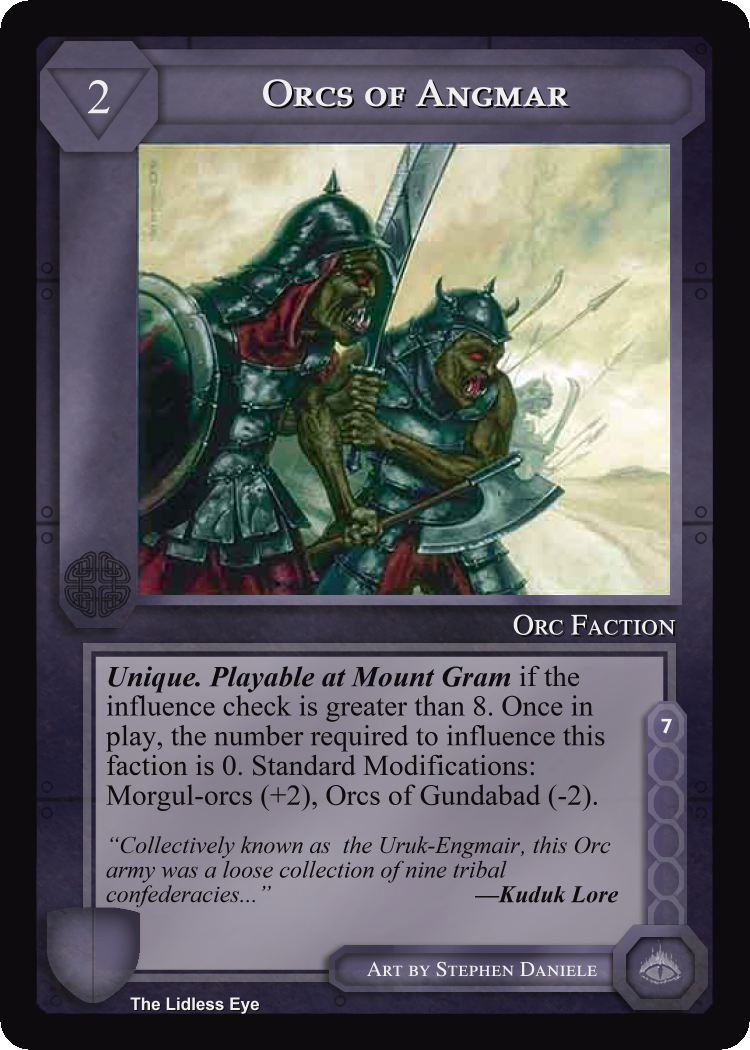 2
Orcs of Angmar
Orc Faction
Unique. Playable at Mount Gram if the
influence check is greater than 8. Once in
play, the number required to influence this
faction is 0. Standard Modifications:
Morgul-orcs (+2), Orcs of Gundabad (-2).
7
“Collectively known as the Uruk-Engmair, this Orc
army was a loose collection of nine tribal
confederacies...” —Kuduk Lore
Art by Stephen Daniele
The Lidless Eye